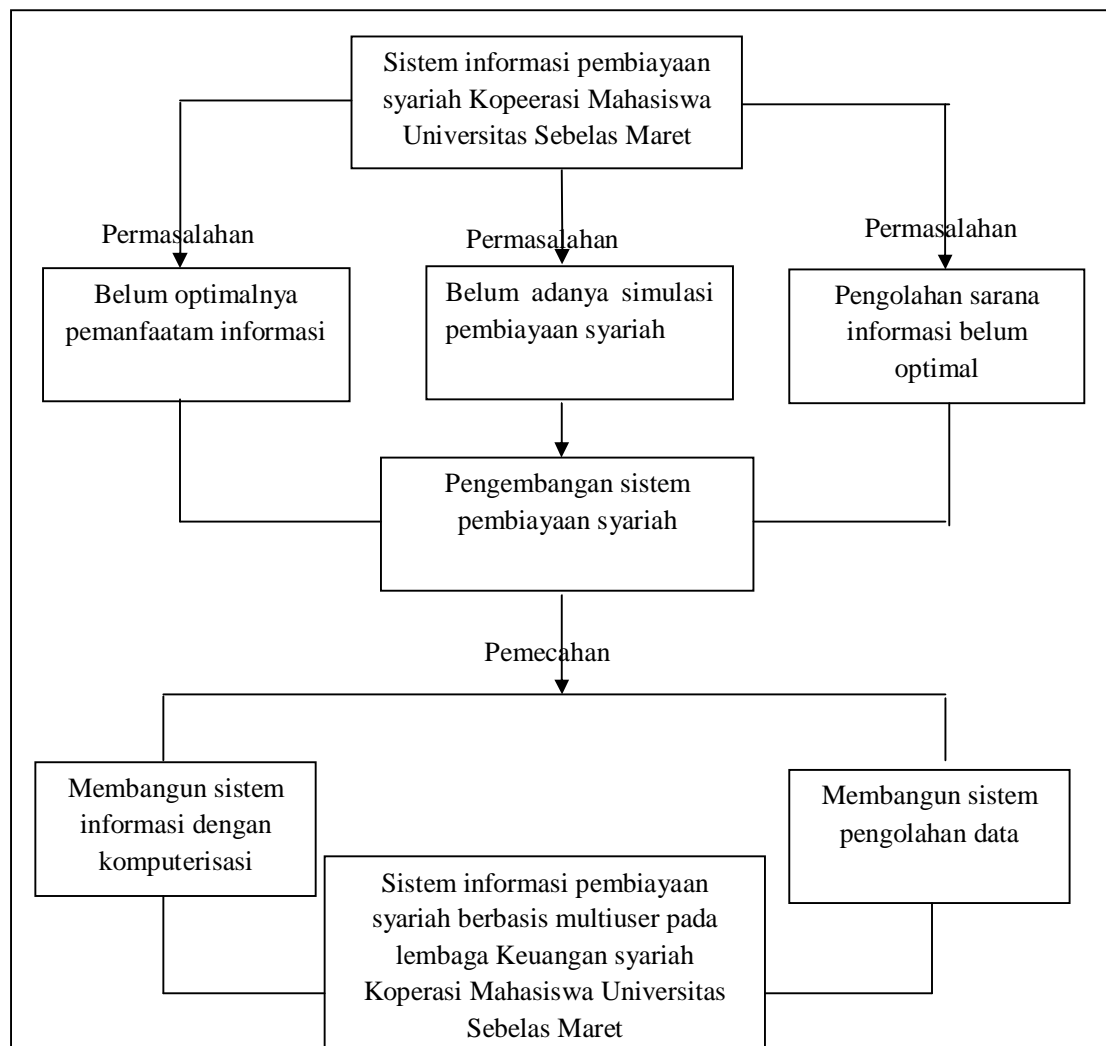 Sistem informasi pembiayaan
syariah Kopeerasi Mahasiswa
Universitas Sebelas Maret
Permasalahan
Permasalahan
Permasalahan
Belum optimalnya
pemanfaatam informasi
Belum adanya simulasi
pembiayaan syariah
Pengolahan sarana
informasi belum
optimal
Pengembangan sistem
pembiayaan syariah
Pemecahan
Membangun sistem
informasi dengan
komputerisasi
Membangun sistem
pengolahan data
Sistem informasi pembiayaan
syariah berbasis multiuser pada
lembaga Keuangan syariah
Koperasi Mahasiswa Universitas
Sebelas Maret